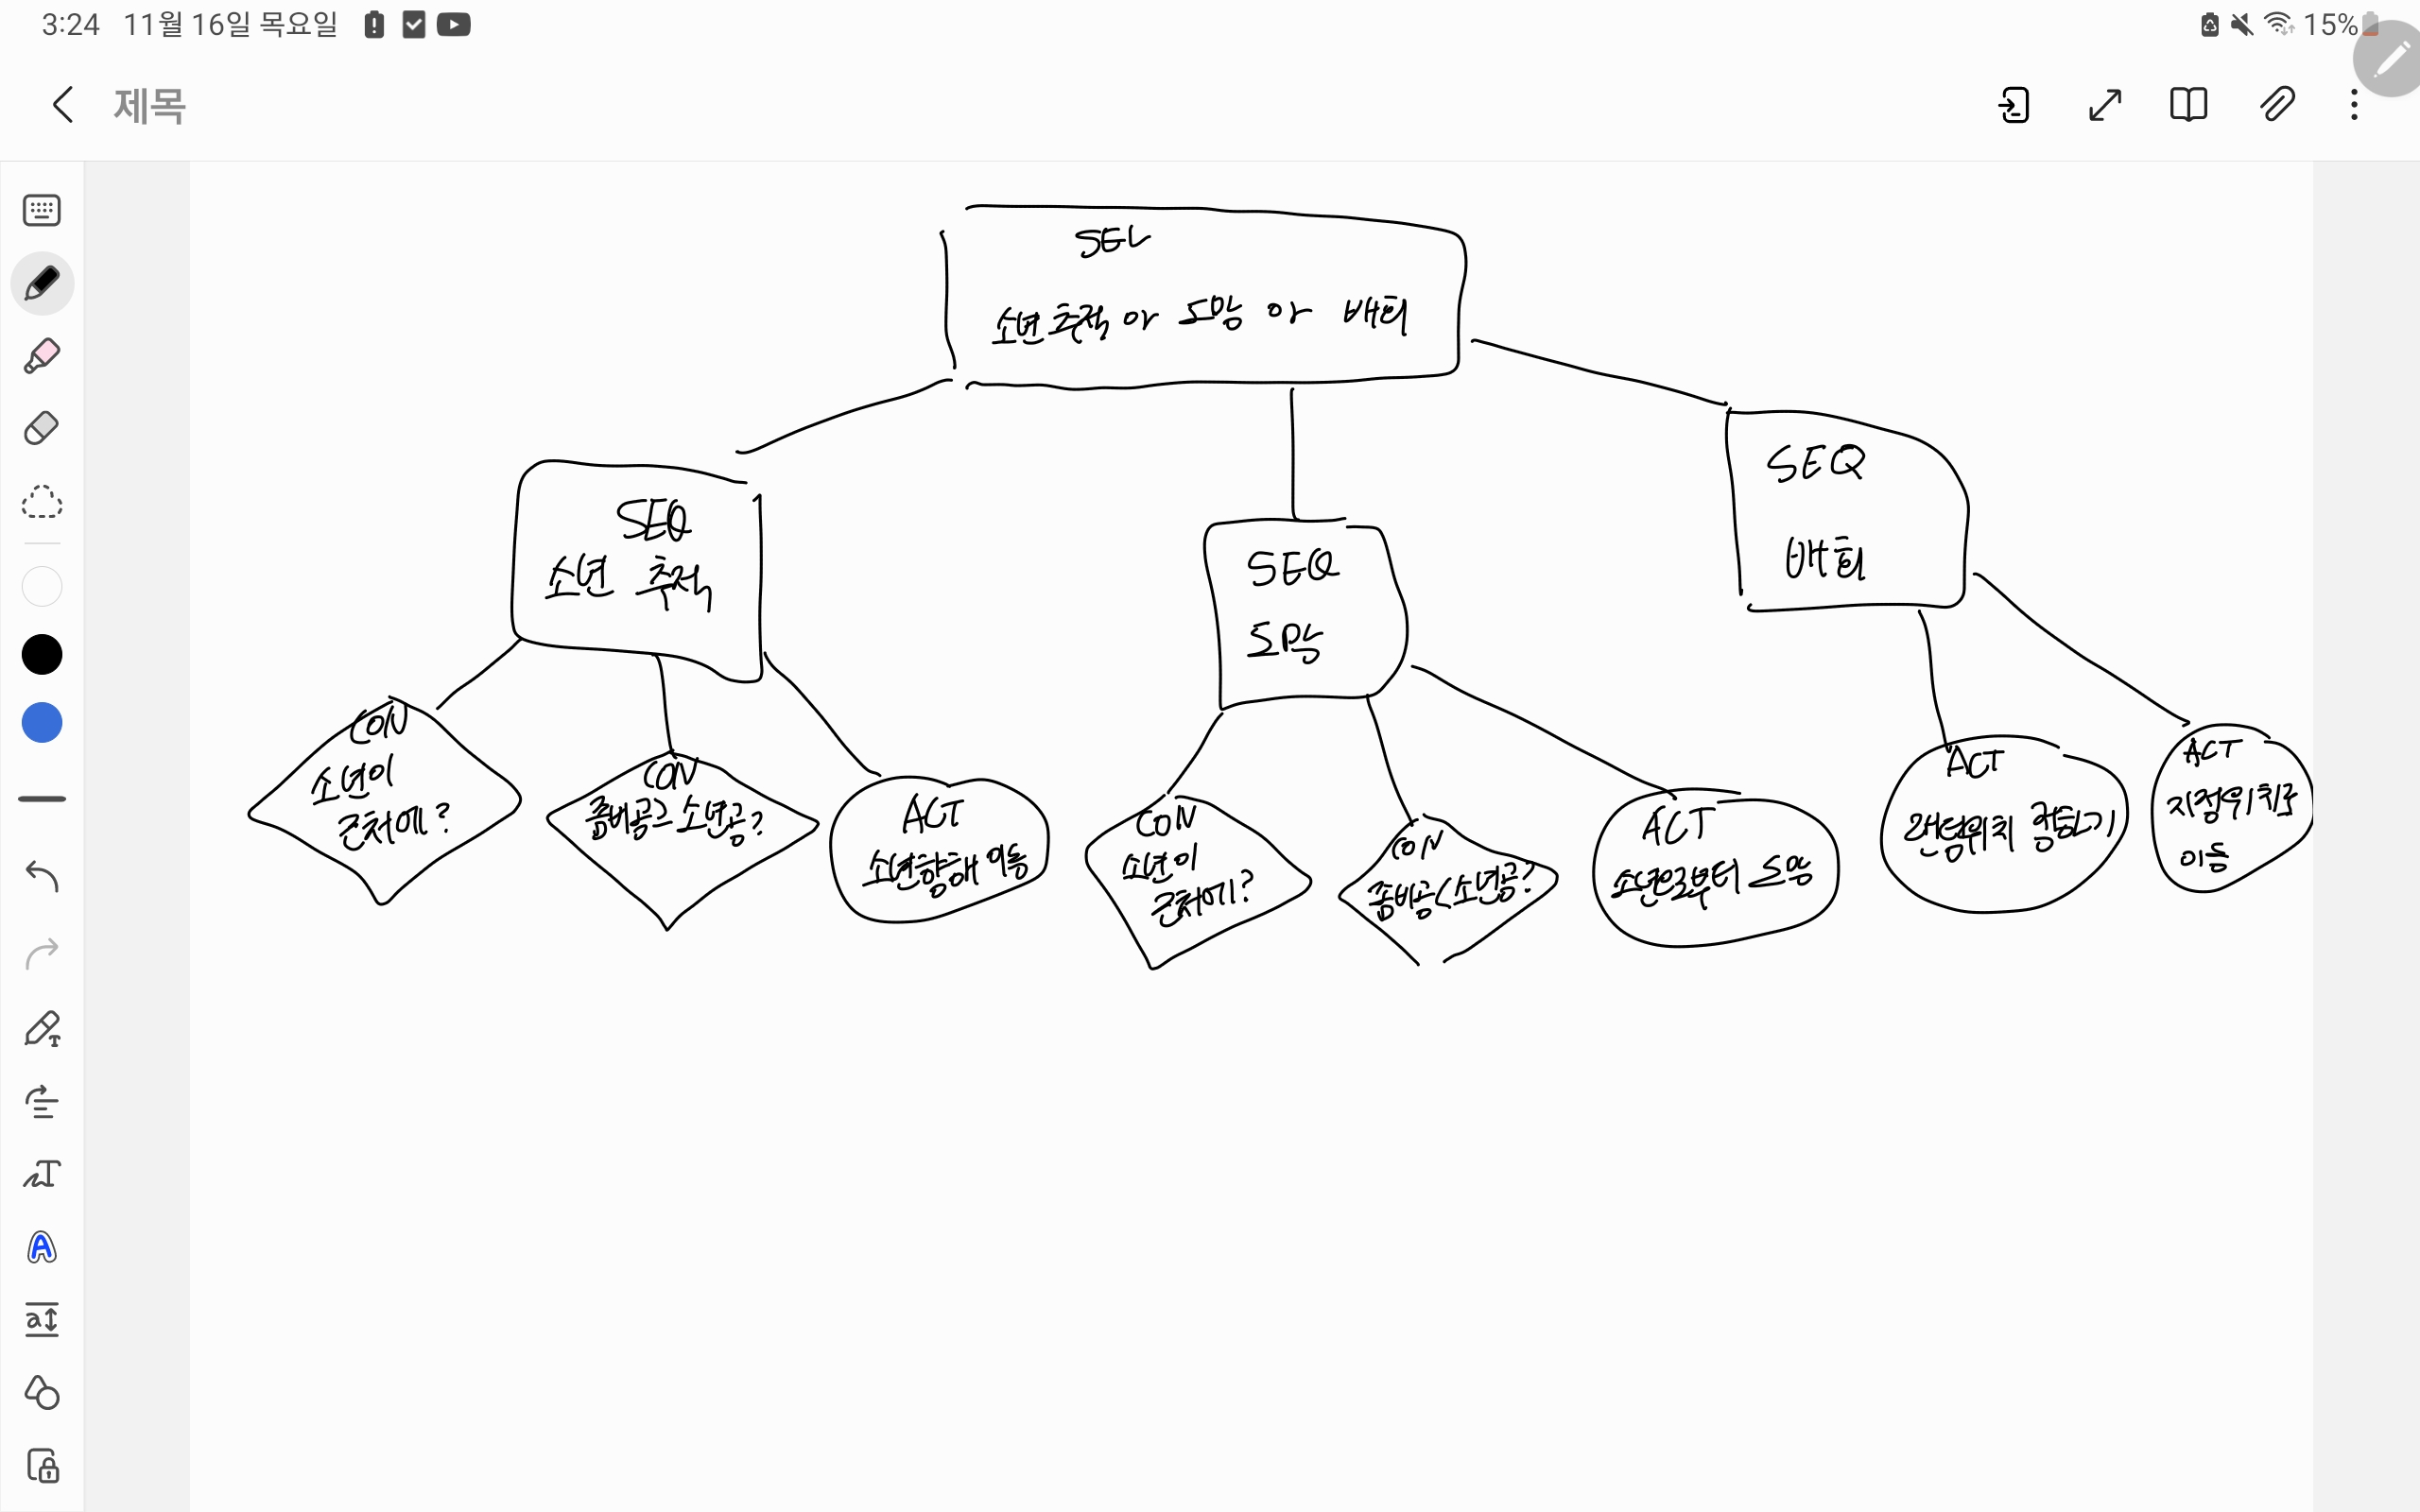 3:24 11월 16일 목요일
15%
제목
SEL
소년 추적 or 도망 or 배회
SEQ
소년 추적
SEQ
도망
SEQ
배회
CON
소년이
근처에?
CON
좀비공≥소년공?
ACT
소년향해 이동
CON
소년이
근처에?
CON
좀비공<소년공?
ACT
소년으로부터 도망
ACT
랜덤위치
ACT
지정위치로
이동